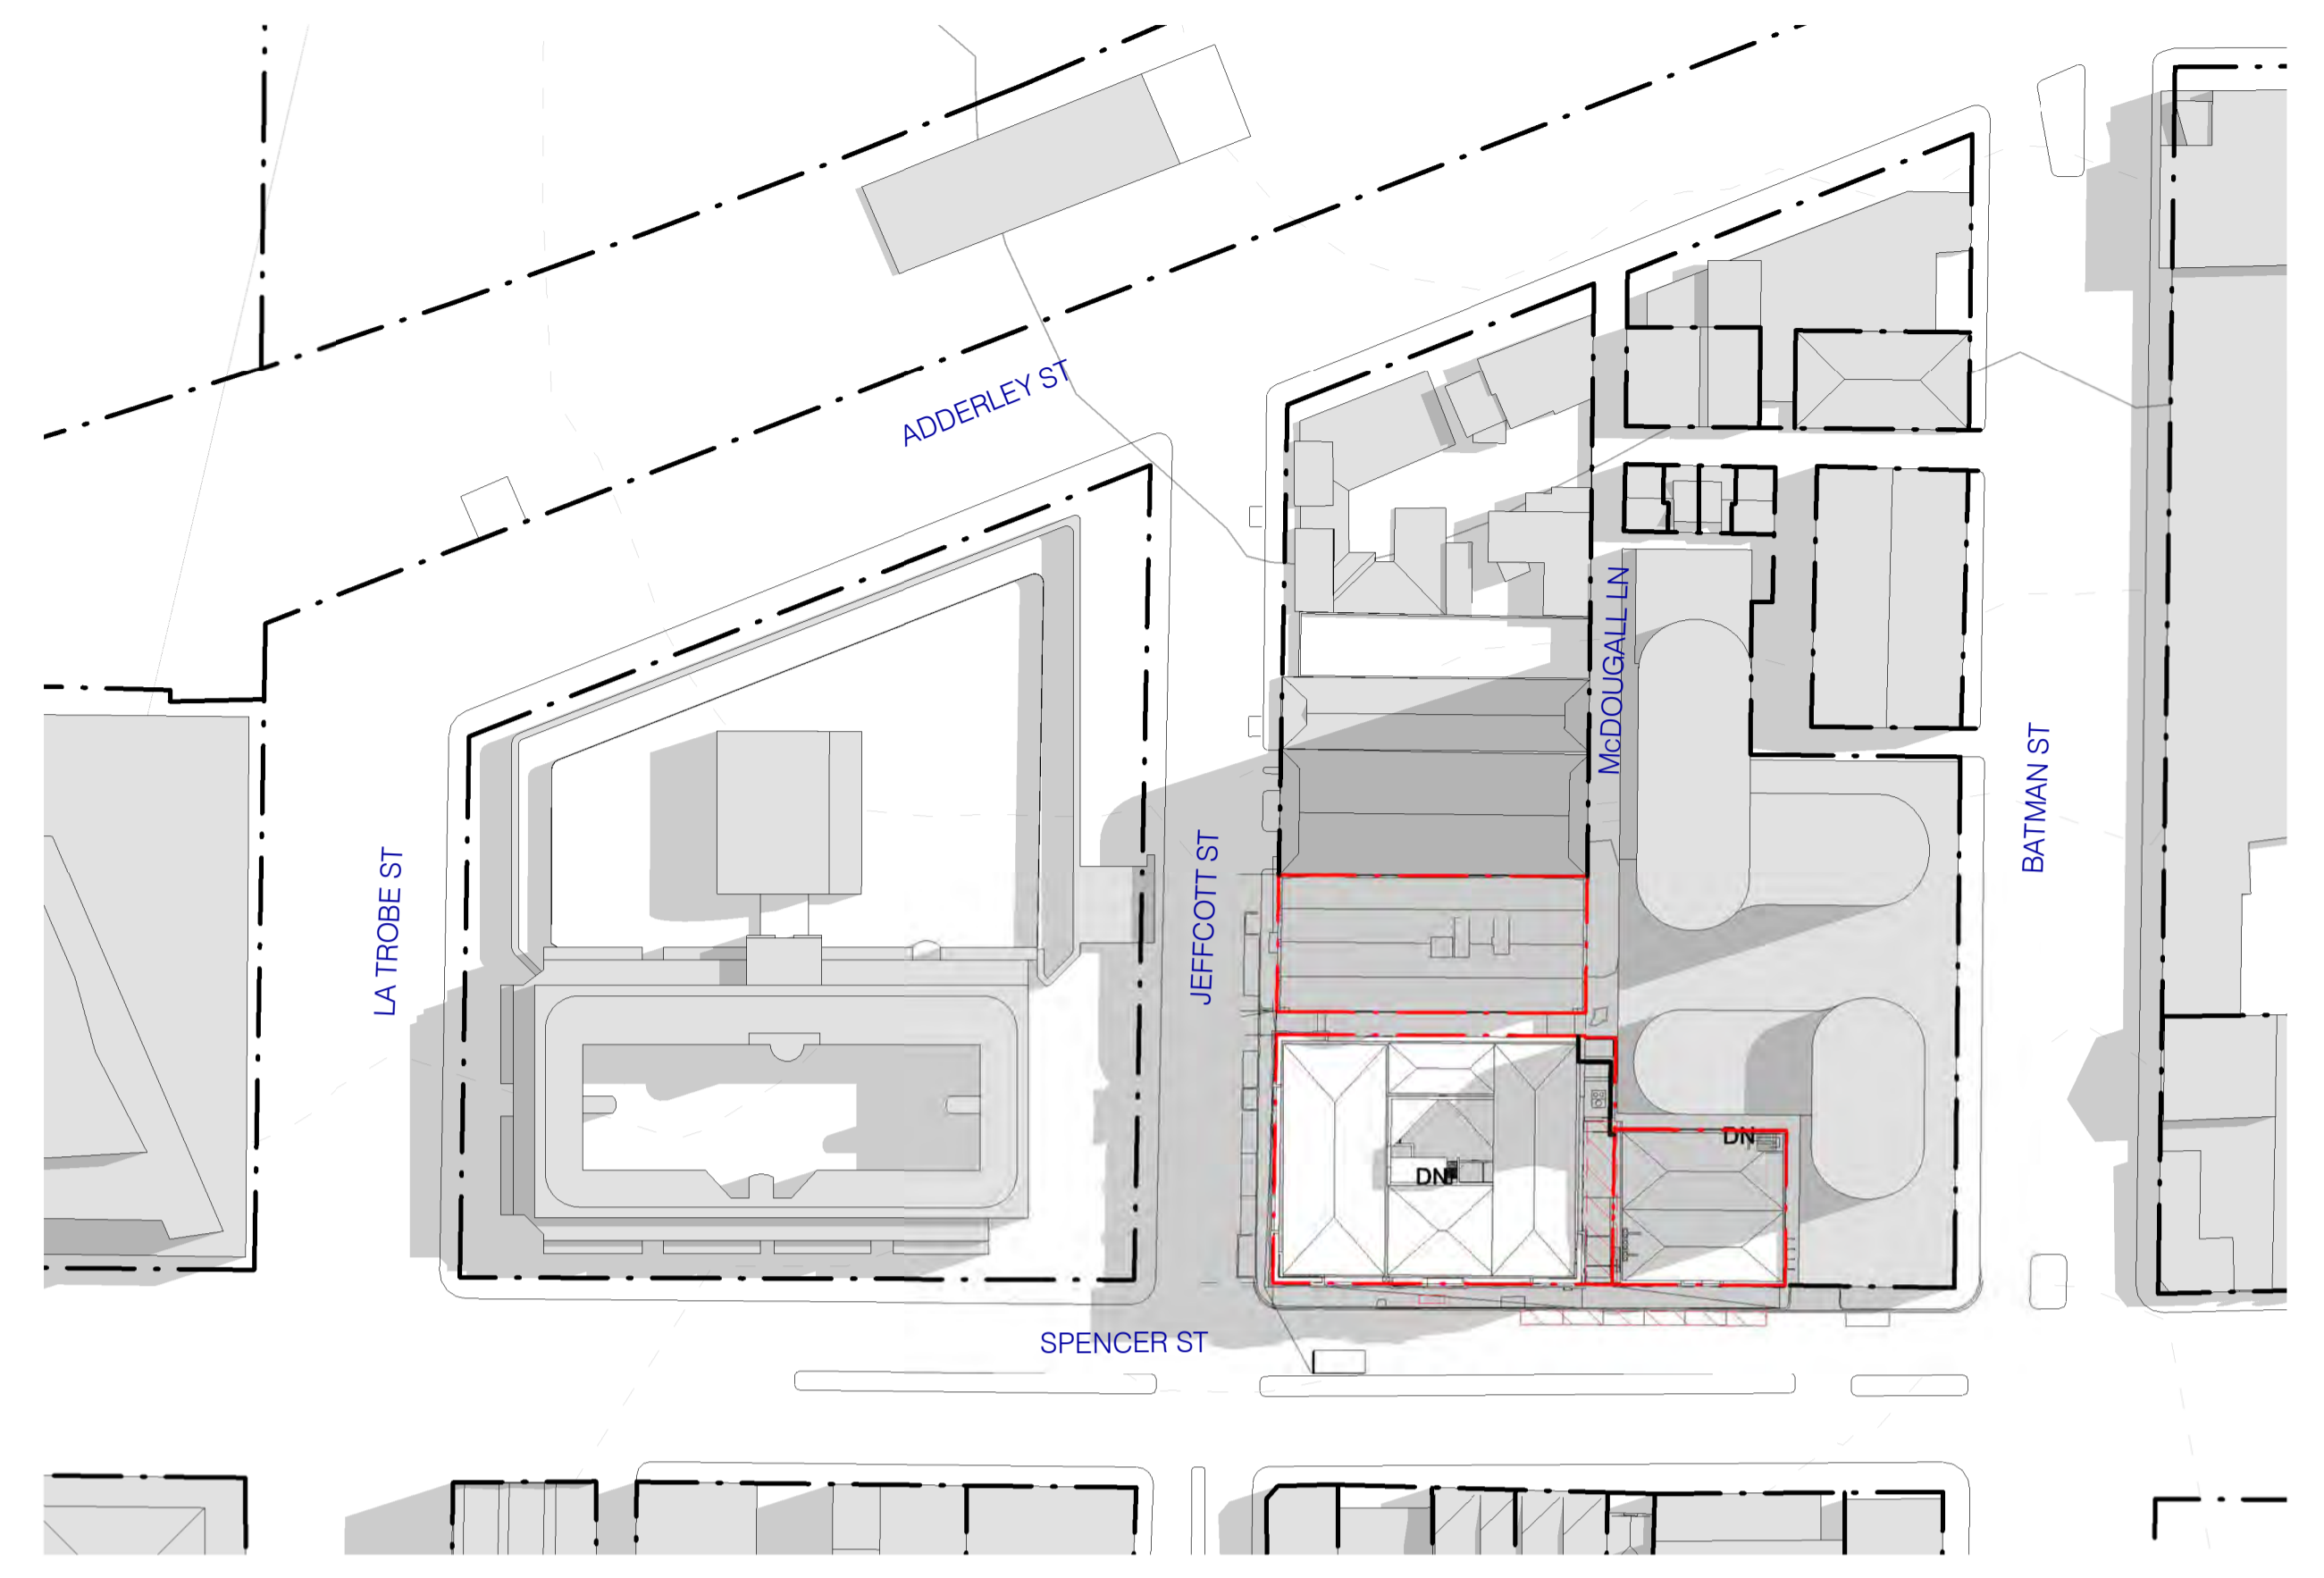 ADDERLEY ST
McDOUGALL LN
BATMAN ST
LA TROBE ST
JEFFCOTT ST
DN
DN
SPENCER ST